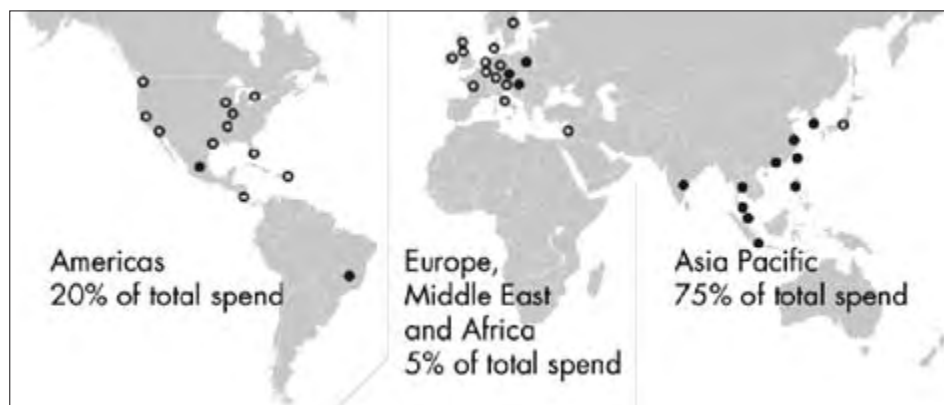 Americas
20% of total spend
Europe,
Middle East
and Africa
5% of total spend
Asia Pacific
75% of total spend